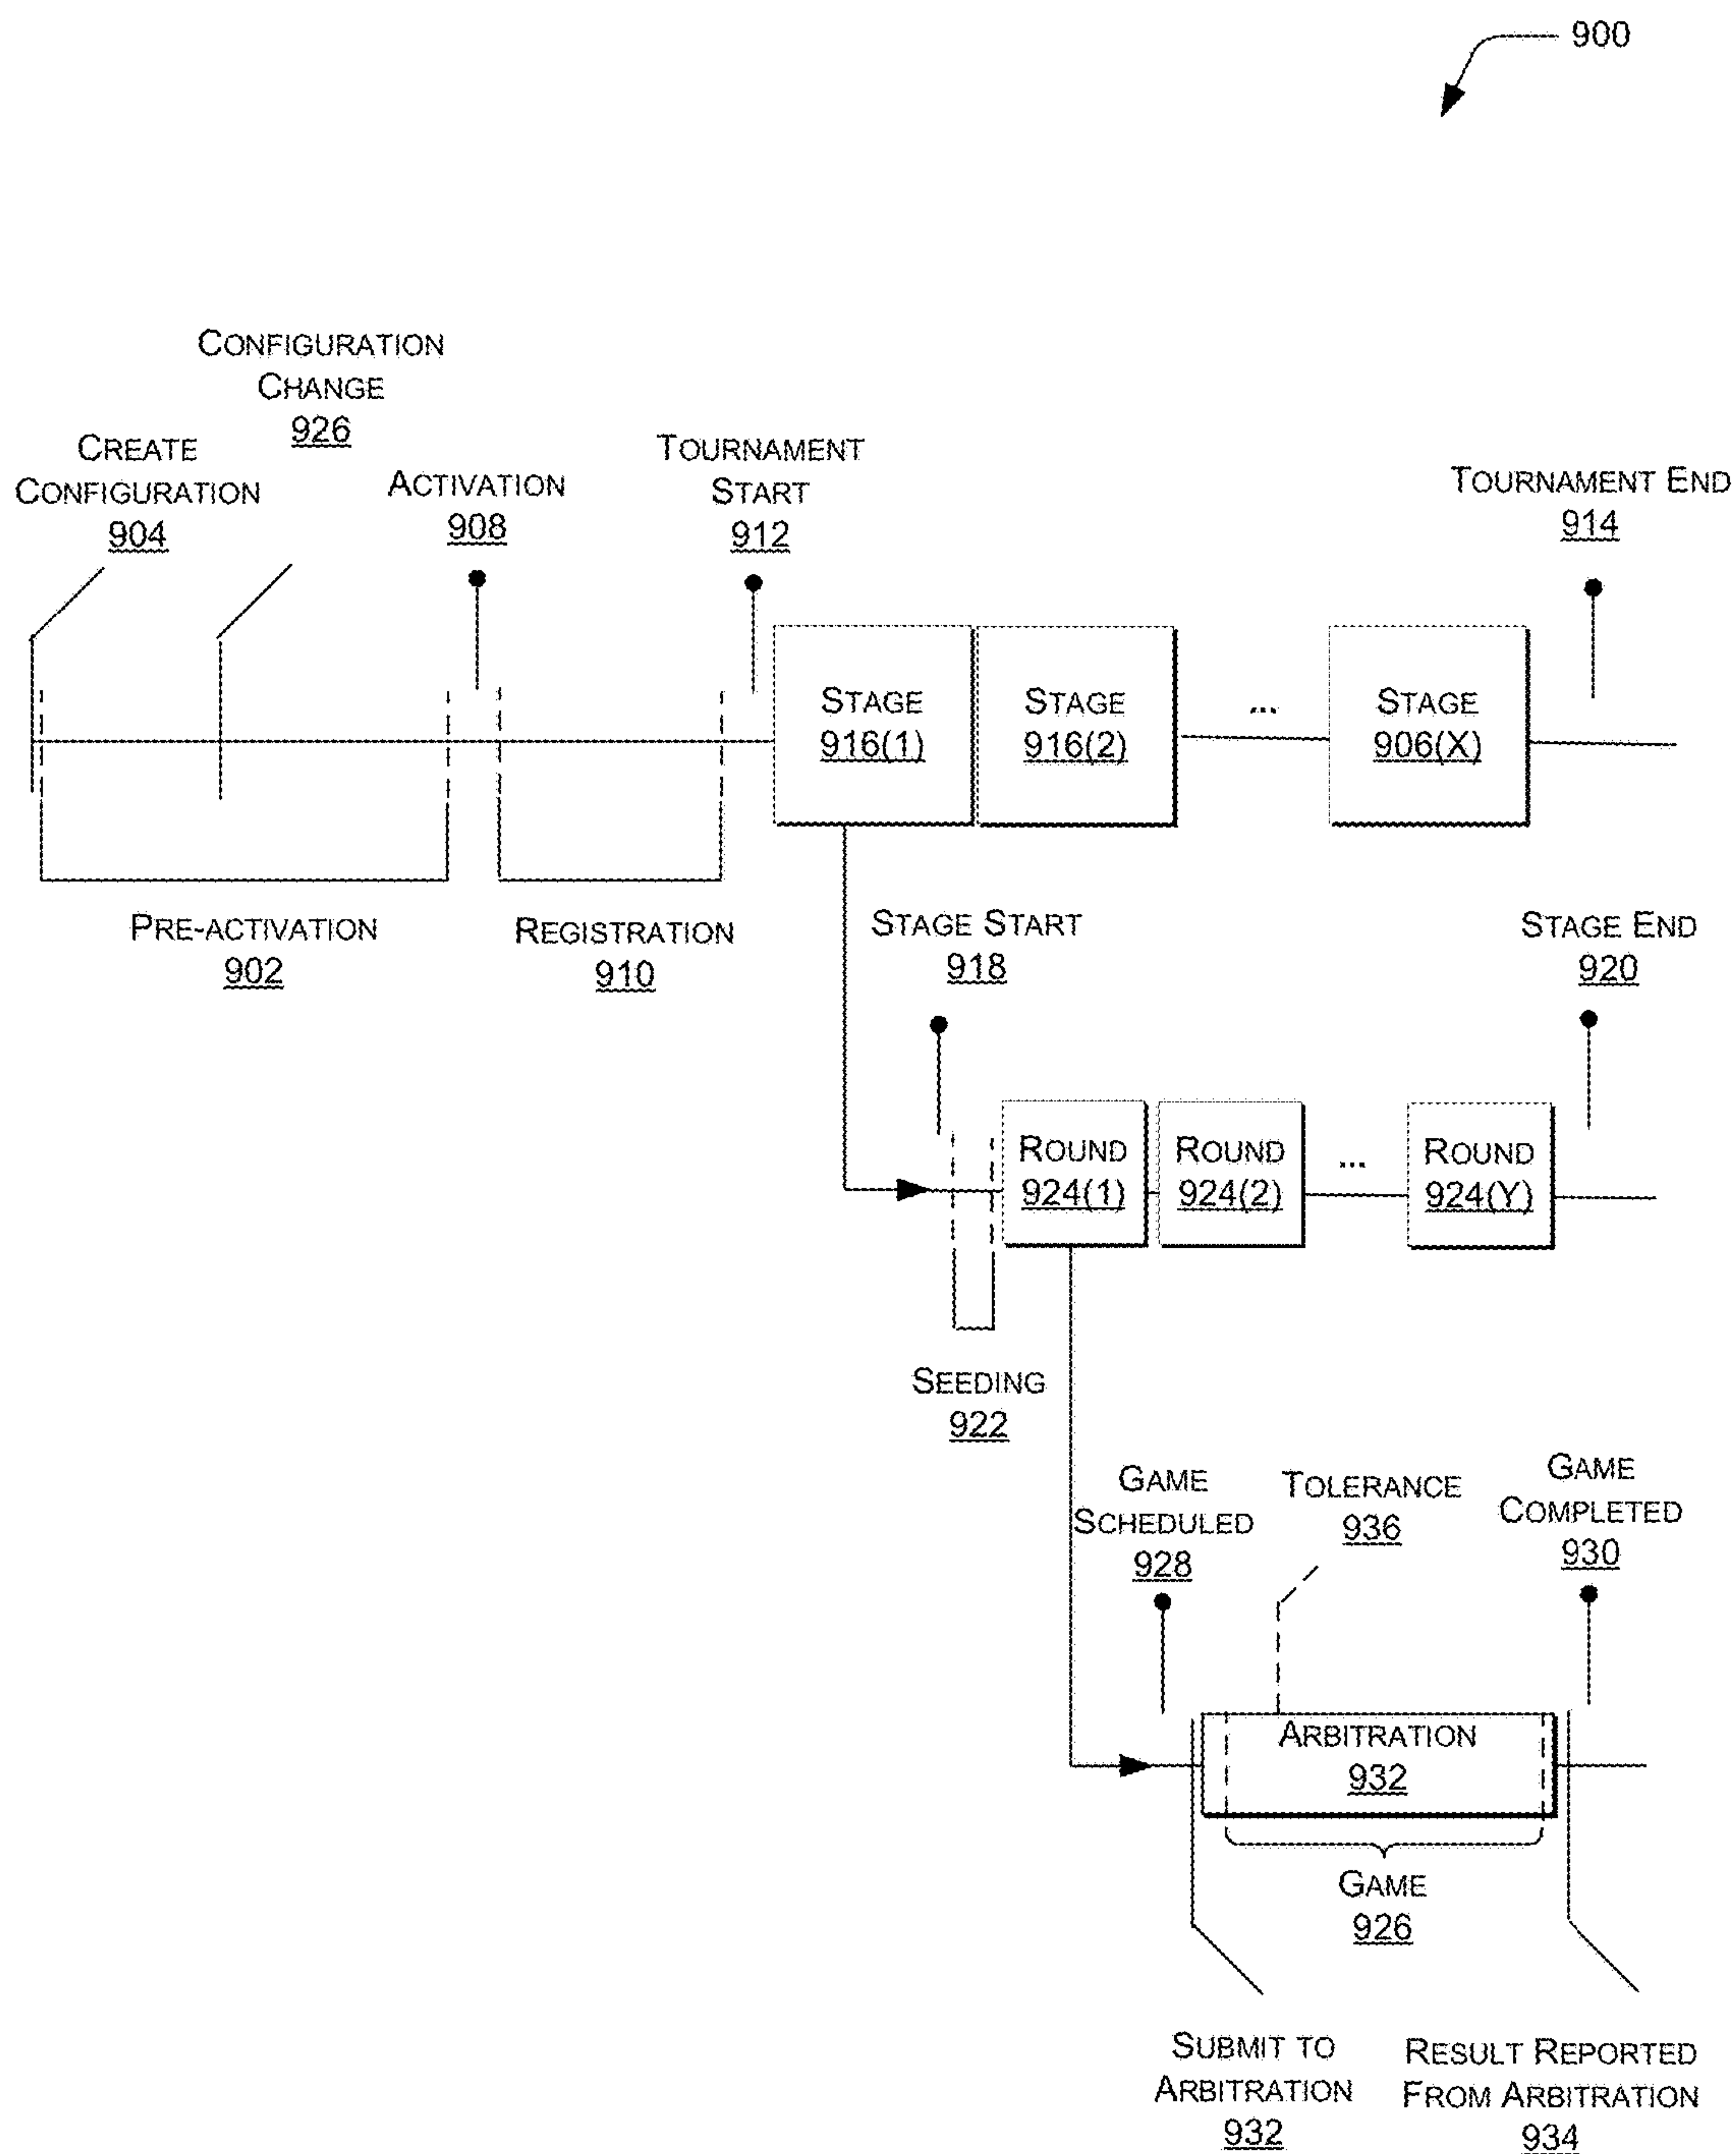 900
CONFIGURATION
CHANGE
926
CREATE
CONFIGURATION
904
ACTIVATION
908
TOURNAMENT
START
912
TOURNAMENT END
914
STAGE
916(1)
STAGE
916(2)
...
STAGE
906(X)
PRE-ACTIVATION
902
REGISTRATION
910
STAGE START
918
STAGE END
920
ROUND
924(1)
ROUND
924(2)
...
ROUND
924(Y)
SEEDING
922
GAME
SCHEDULED
928
TOLERANCE
936
GAME
COMPLETED
930
ARBITRATION
932
GAME
926
SUBMIT TO
ARBITRATION
932
RESULT REPORTED
FROM ARBITRATION
934